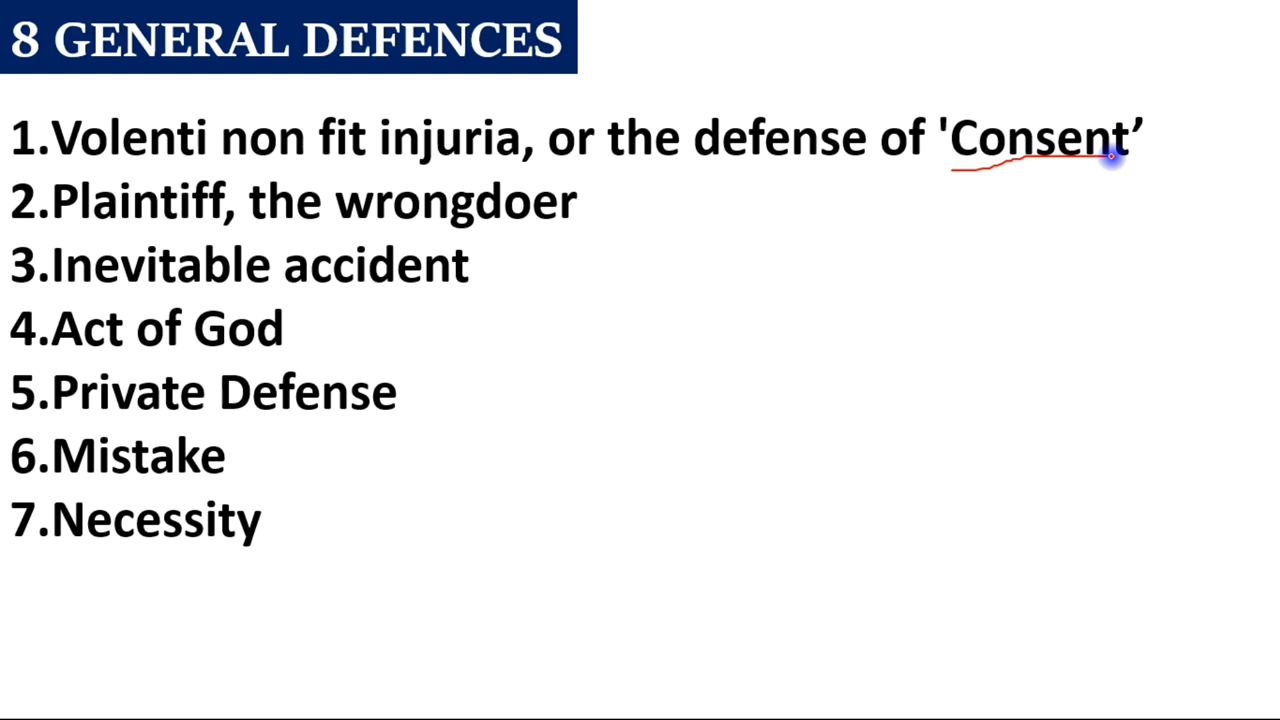 8 GENERAL DEFENCES
1.Volenti non fit injuria, or the defense of 'Consent’
2.Plaintiff, the wrongdoer
3.Inevitable accident
4.Act of God
5.Private Defense
6.Mistake
7.Necessity